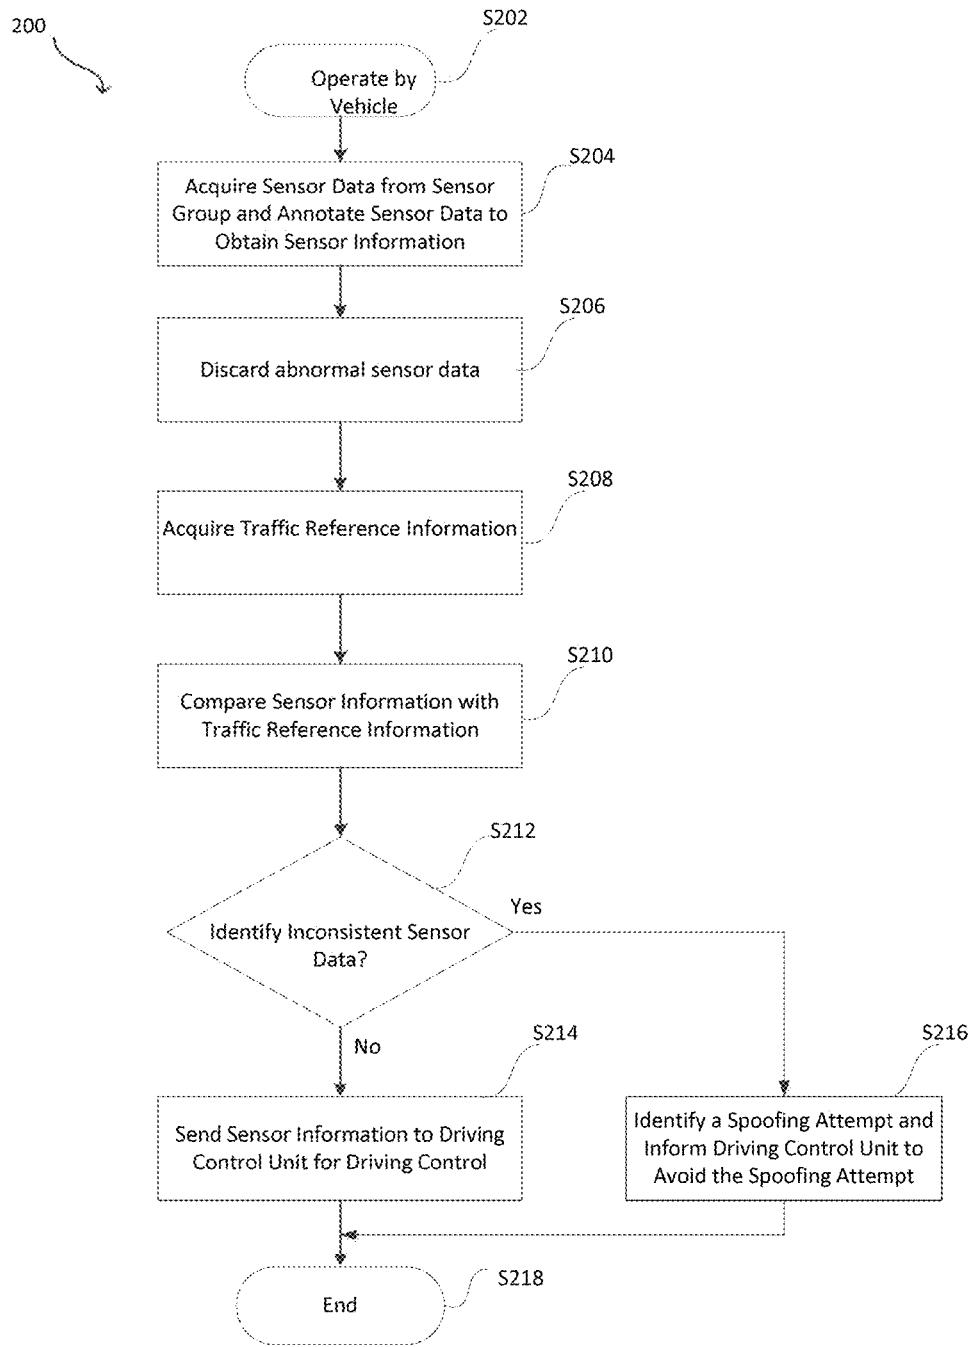 200
S202
Operate by
Vehicle
S204
Acquire Sensor Data from Sensor
Group and Annotate Sensor Data to
Obtain Sensor Information
S206
Discard abnormal sensor data
S208
Acquire Traffic Reference Information
S210
Compare Sensor Information with
Traffic Reference Information
S212
Identify Inconsistent Sensor
Data?
Yes
No
S214
Send Sensor Information to Driving
Control Unit for Driving Control
S216
Identify a Spoofing Attempt and
Inform Driving Control Unit to
Avoid the Spoofing Attempt
S218
End